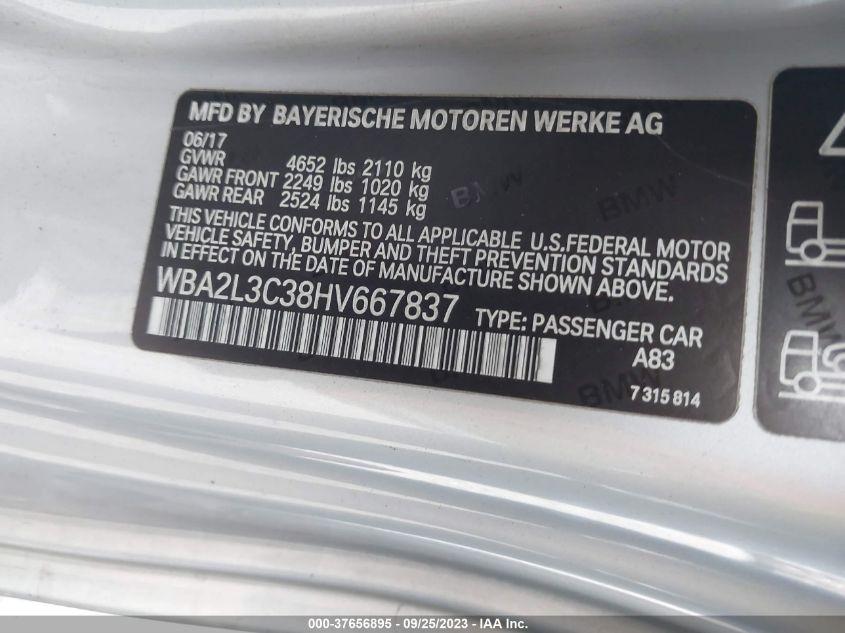 MFD BY BAYERISCHE MOTOREN WERKE AG
06/17
GVWR 4652 lbs 2110 kg
GAWR FRONT 2249 lbs 1020 kg
GAWR REAR 2524 lbs 1145 kg
THIS VEHICLE CONFORMS TO ALL APPLICABLE U.S.FEDERAL MOTOR
VEHICLE SAFETY, BUMPER AND THEFT PREVENTION STANDARDS
IN EFFECT ON THE DATE OF MANUFACTURE SHOWN ABOVE.
WBA2L3C38HV667837 TYPE: PASSENGER CAR
A83
7 315 814
BMW
BMW
BMW
000-37656895 - 09/25/2023 - IAA Inc.